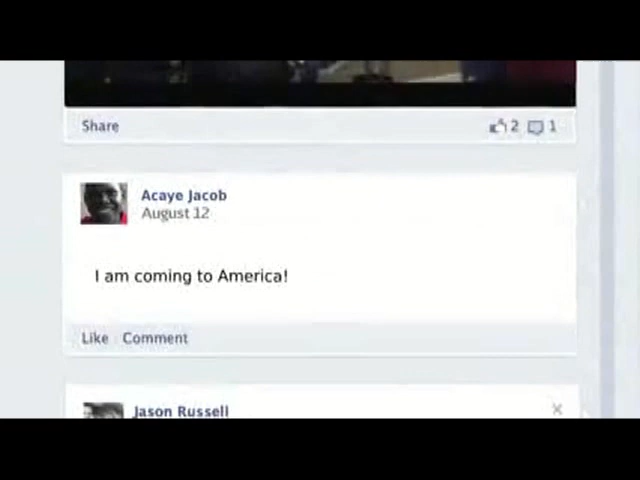 Share 2 1
Acaye Jacob
August 12
I am coming to America!
Like Comment
Jason Russell